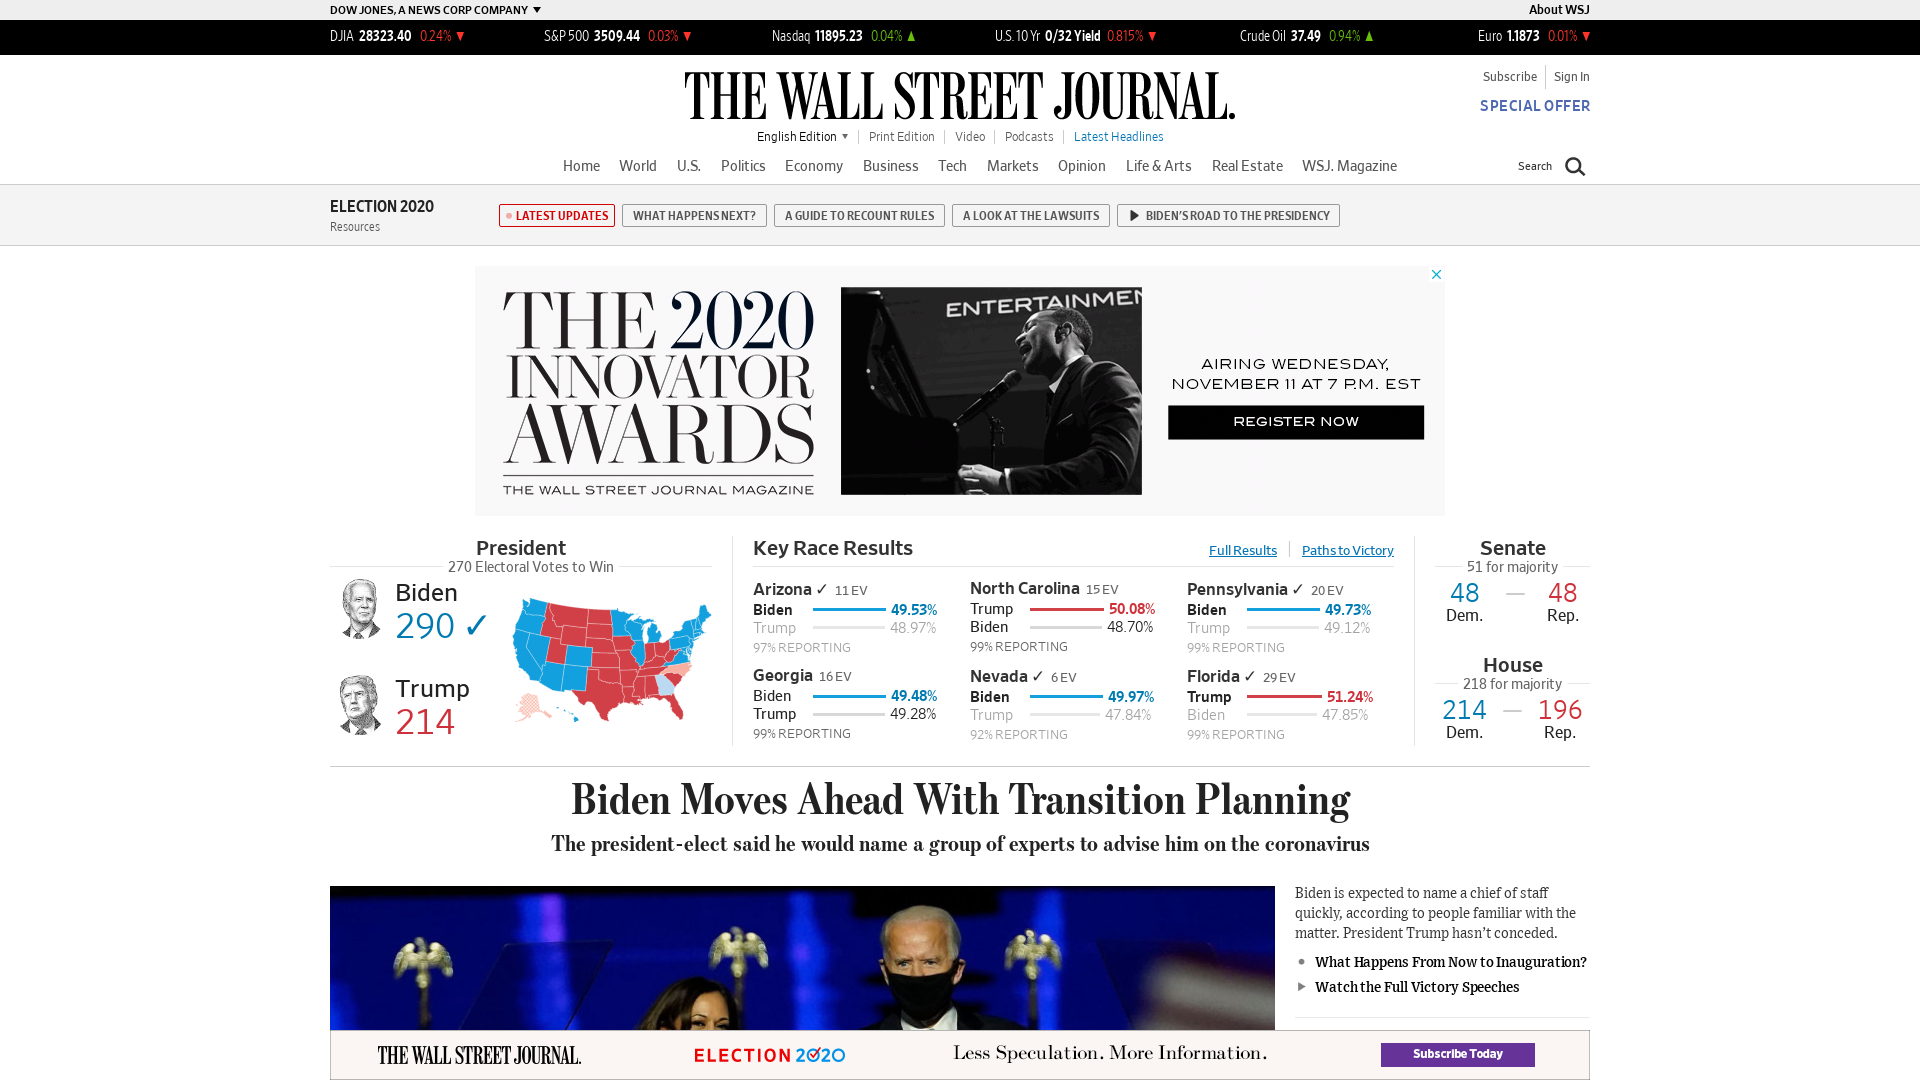 DOW JONES, A NEWS CORP COMPANY
About WSJ
DJIA 28323.40 0.24%
S&P 500 3509.44 0.03%
Nasdaq 11895.23 0.04%
U.S. 10 Yr 0/32 Yield 0.815%
Crude Oil 37.49 0.94%
Euro 1.1873 0.01%
THE WALL STREET JOURNAL.
Subscribe
Sign In
SPECIAL OFFER
English Edition
Print Edition
Video
Podcasts
Latest Headlines
Home World U.S. Politics Economy Business Tech Markets Opinion Life & Arts Real Estate WSJ. Magazine
Search
ELECTION 2020
Resources
LATEST UPDATES
WHAT HAPPENS NEXT?
A GUIDE TO RECOUNT RULES
A LOOK AT THE LAWSUITS
BIDEN'S ROAD TO THE PRESIDENCY
THE 2020
INNOVATOR
AWARDS
THE WALL STREET JOURNAL MAGAZINE
ENTERTAINMEN
AIRING WEDNESDAY,
NOVEMBER 11 AT 7 P.M. EST
REGISTER NOW
President
270 Electoral Votes to Win
Biden
290 ✓
Trump
214
Key Race Results
Full Results
Paths to Victory
Arizona ✓ 11 EV
Biden 49.53%
Trump 48.97%
97% REPORTING
North Carolina 15 EV
Trump 50.08%
Biden 48.70%
99% REPORTING
Pennsylvania ✓ 20 EV
Biden 49.73%
Trump 49.12%
99% REPORTING
Georgia 16 EV
Biden 49.48%
Trump 49.28%
99% REPORTING
Nevada ✓ 6 EV
Biden 49.97%
Trump 47.84%
92% REPORTING
Florida ✓ 29 EV
Trump 51.24%
Biden 47.85%
99% REPORTING
Senate
51 for majority
48 — 48
Dem. Rep.
House
218 for majority
214 — 196
Dem. Rep.
Biden Moves Ahead With Transition Planning
The president-elect said he would name a group of experts to advise him on the coronavirus
Biden is expected to name a chief of staff
quickly, according to people familiar with the
matter. President Trump hasn't conceded.
What Happens From Now to Inauguration?
Watch the Full Victory Speeches
THE WALL STREET JOURNAL.
ELECTION 2020
Less Speculation. More Information.
Subscribe Today